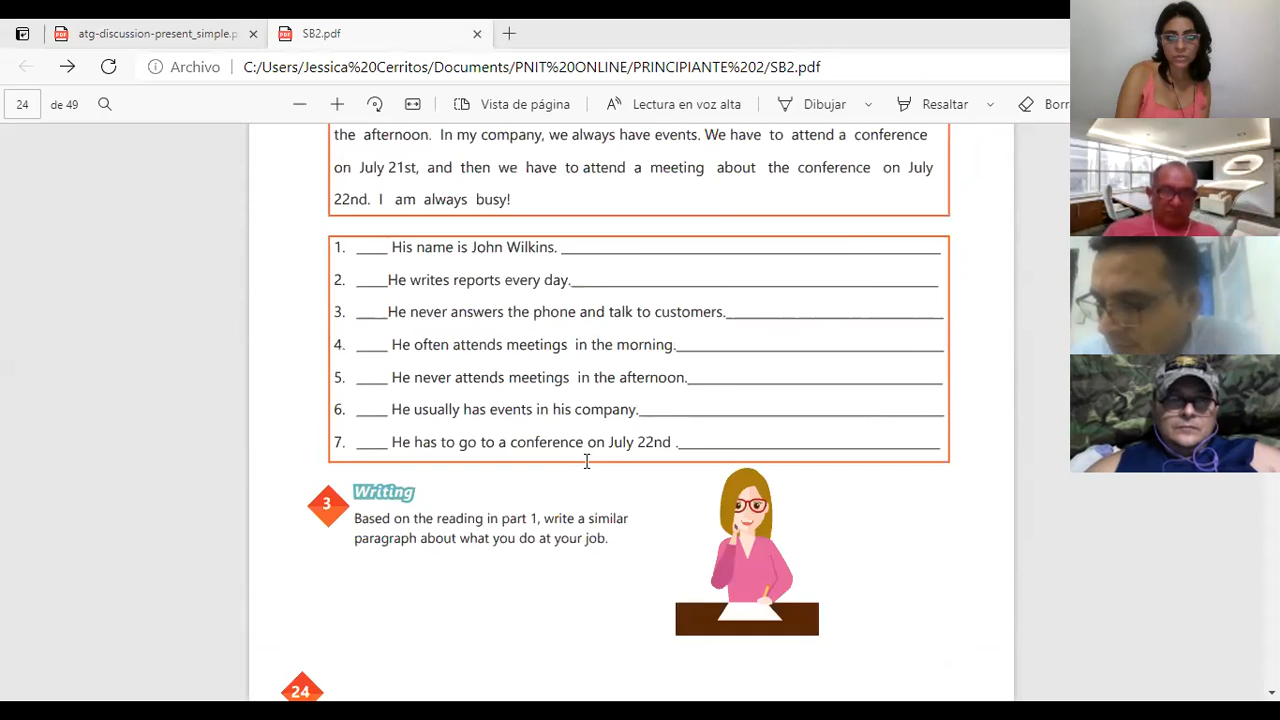 atg-discussion-present_simple.p
SB2.pdf
Archivo
C:/Users/Jessica%20Cerritos/Documents/PNIT%20ONLINE/PRINCIPIANTE%202/SB2.pdf
24
de 49
Vista de página
Lectura en voz alta
Dibujar
Resaltar
Borr
the afternoon. In my company, we always have events. We have to attend a conference
on July 21st, and then we have to attend a meeting about the conference on July
22nd. I am always busy!
1. ____ His name is John Wilkins. ____
2. ____He writes reports every day.____
3. ____He never answers the phone and talk to customers.____
4. ____ He often attends meetings in the morning.____
5. ____ He never attends meetings in the afternoon.____
6. ____ He usually has events in his company.____
7. ____ He has to go to a conference on July 22nd .____
3
Writing
Based on the reading in part 1, write a similar
paragraph about what you do at your job.
24